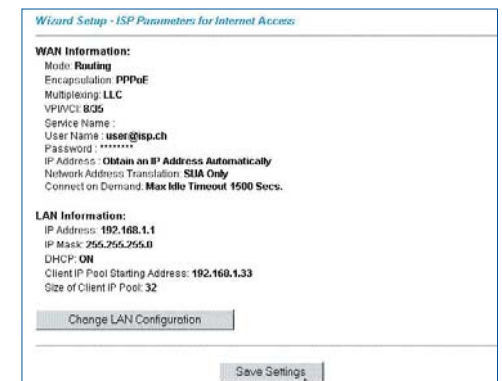 Wizard Setup - ISP Parameters for Internet Access
WAN Information:
Mode: Routing
Encapsulation: PPPoE
Multiplexing: LLC
VPI/VCI: 8/35
Service Name :
User Name : user@isp.ch
Password : ********
IP Address : Obtain an IP Address Automatically
Network Address Translation: SUA Only
Connect on Demand: Max Idle Timeout 1500 Secs.
LAN Information:
IP Address: 192.168.1.1
IP Mask: 255.255.255.0
DHCP: ON
Client IP Pool Starting Address: 192.168.1.33
Size of Client IP Pool: 32
Change LAN Configuration
Save Settings